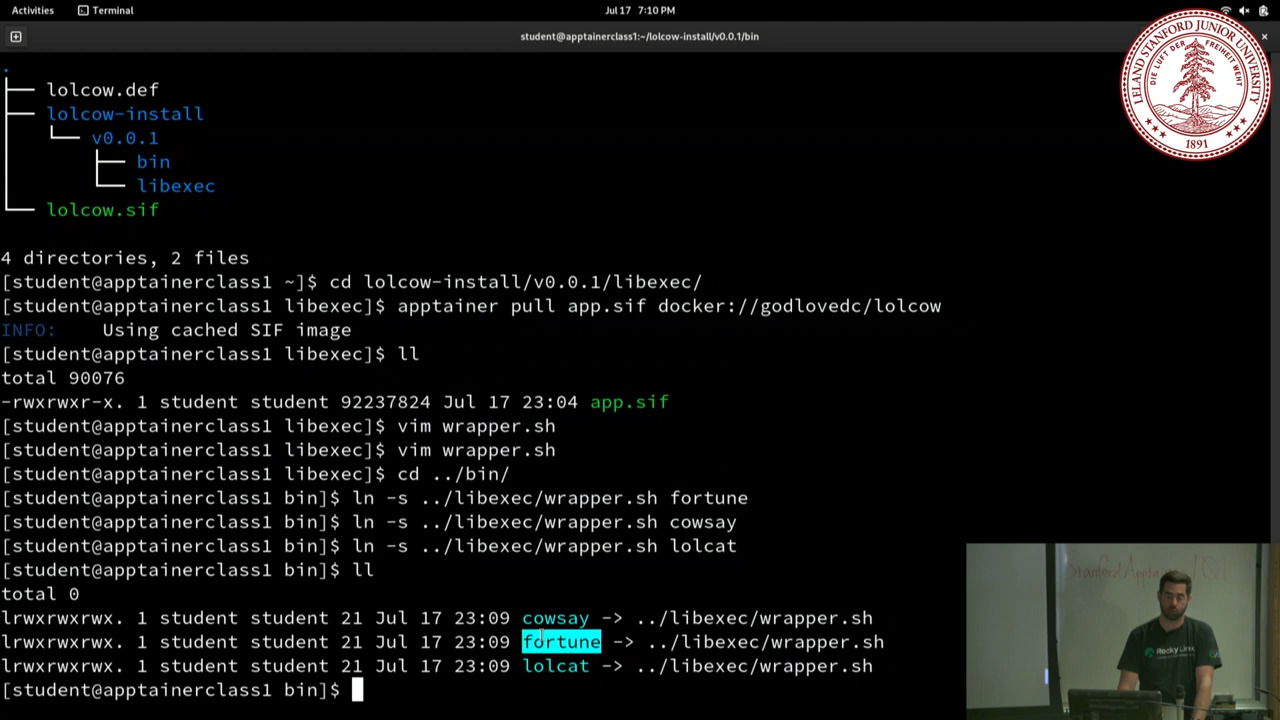 Activities
Terminal
Jul 17 7:10 PM
student@apptainerclass1:~/lolcow-install/v0.0.1/bin
LELAND STANFORD JUNIOR UNIVERSITY
DIE LUFT DER FREIHEIT WEHT
1891
.
├── lolcow.def
├── lolcow-install
│   └── v0.0.1
│       ├── bin
│       └── libexec
└── lolcow.sif
4 directories, 2 files
[student@apptainerclass1 ~]$ cd lolcow-install/v0.0.1/libexec/
[student@apptainerclass1 libexec]$ apptainer pull app.sif docker://godlovedc/lolcow
INFO:    Using cached SIF image
[student@apptainerclass1 libexec]$ ll
total 90076
-rwxrwxr-x. 1 student student 92237824 Jul 17 23:04 app.sif
[student@apptainerclass1 libexec]$ vim wrapper.sh
[student@apptainerclass1 libexec]$ vim wrapper.sh
[student@apptainerclass1 libexec]$ cd ../bin/
[student@apptainerclass1 bin]$ ln -s ../libexec/wrapper.sh fortune
[student@apptainerclass1 bin]$ ln -s ../libexec/wrapper.sh cowsay
[student@apptainerclass1 bin]$ ln -s ../libexec/wrapper.sh lolcat
[student@apptainerclass1 bin]$ ll
total 0
lrwxrwxrwx. 1 student student 21 Jul 17 23:09 cowsay -> ../libexec/wrapper.sh
lrwxrwxrwx. 1 student student 21 Jul 17 23:09 fortune -> ../libexec/wrapper.sh
lrwxrwxrwx. 1 student student 21 Jul 17 23:09 lolcat -> ../libexec/wrapper.sh
[student@apptainerclass1 bin]$
Rocky Linux